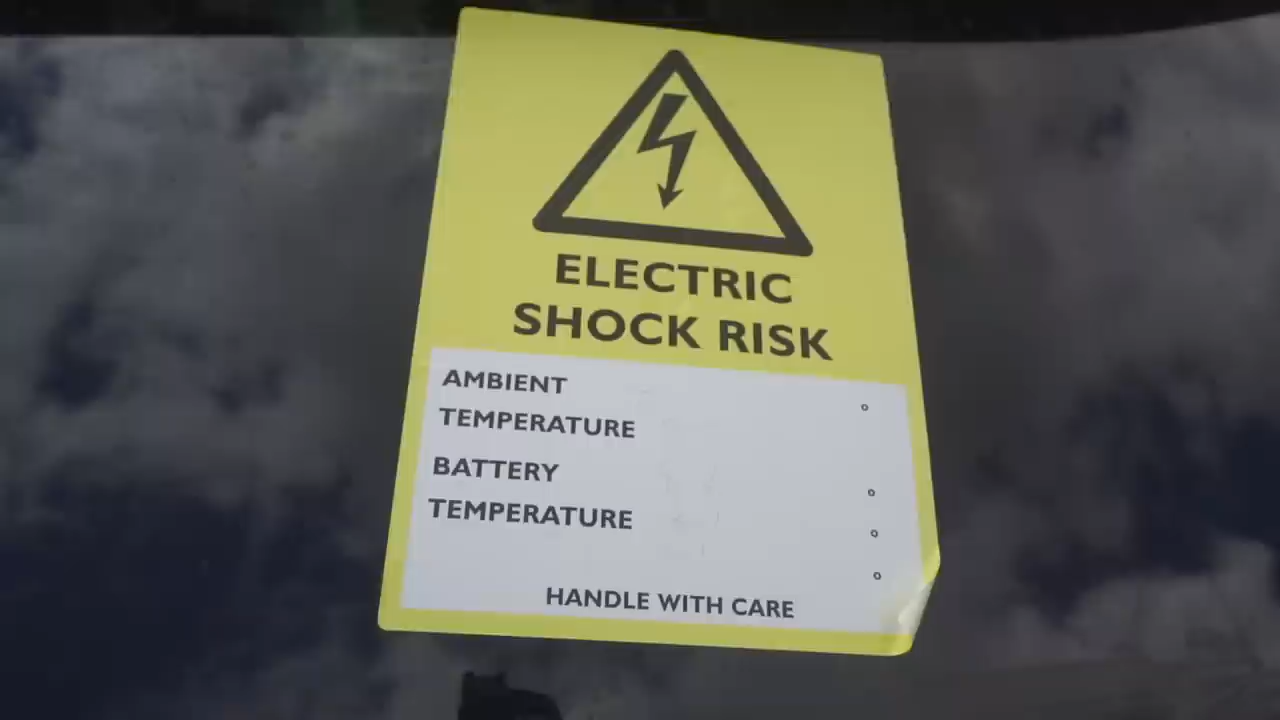 ELECTRIC
SHOCK RISK
AMBIENT °
TEMPERATURE
BATTERY °
TEMPERATURE °
°
HANDLE WITH CARE